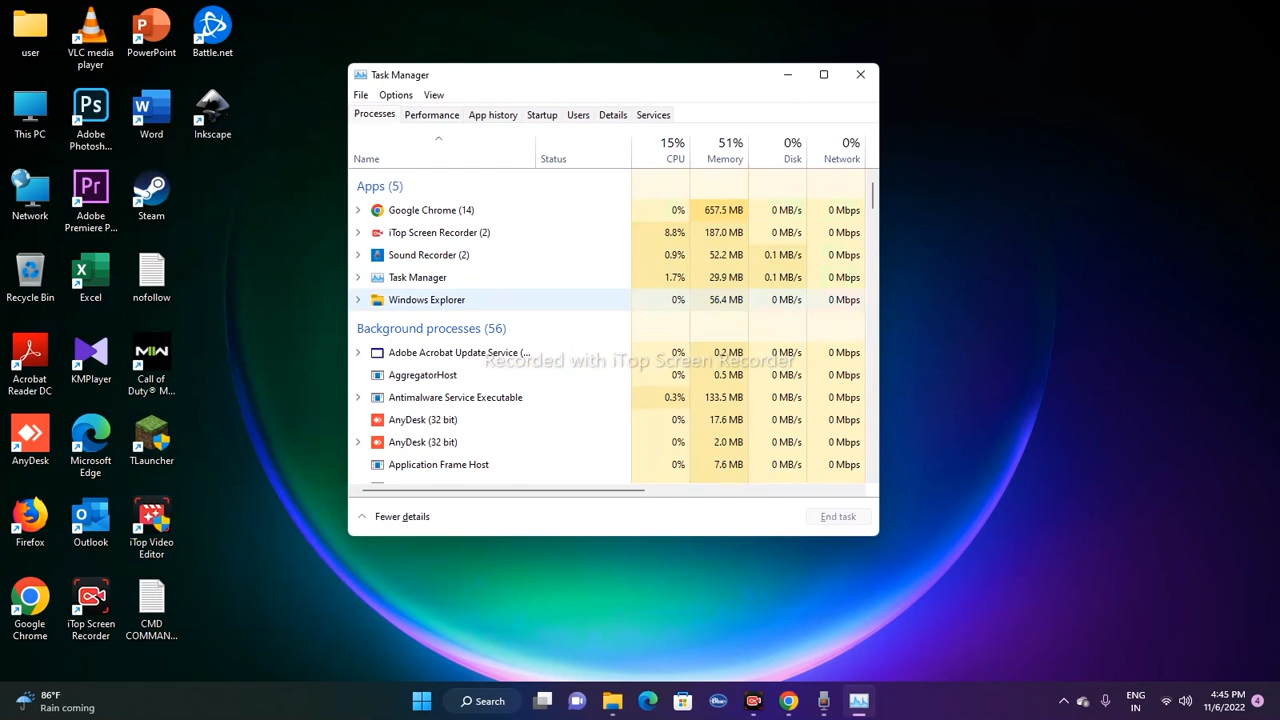 user
VLC media
player
PowerPoint
Battle.net
This PC
Adobe
Photosh...
Word
Inkscape
Network
Adobe
Premiere P...
Steam
Recycle Bin
Excel
nofollow
Acrobat
Reader DC
KMPlayer
Call of
Duty® M...
AnyDesk
Microsoft
Edge
TLauncher
Firefox
Outlook
iTop Video
Editor
Google
Chrome
iTop Screen
Recorder
CMD
COMMAN...
Task Manager
File Options View
Processes Performance App history Startup Users Details Services
15% 51% 0% 0%
Name Status CPU Memory Disk Network
Apps (5)
Google Chrome (14) 0% 657.5 MB 0 MB/s 0 Mbps
iTop Screen Recorder (2) 8.8% 187.0 MB 0 MB/s 0 Mbps
Sound Recorder (2) 0.9% 52.2 MB 0.1 MB/s 0 Mbps
Task Manager 1.7% 29.9 MB 0.1 MB/s 0 Mbps
Windows Explorer 0% 56.4 MB 0 MB/s 0 Mbps
Background processes (56)
Adobe Acrobat Update Service (... 0% 0.2 MB 0 MB/s 0 Mbps
Recorded with iTop Screen Recorder
AggregatorHost 0% 0.5 MB 0 MB/s 0 Mbps
Antimalware Service Executable 0.3% 133.5 MB 0 MB/s 0 Mbps
AnyDesk (32 bit) 0% 17.6 MB 0 MB/s 0 Mbps
AnyDesk (32 bit) 0% 2.0 MB 0 MB/s 0 Mbps
Application Frame Host 0% 7.6 MB 0 MB/s 0 Mbps
Fewer details End task
86°F
Rain coming
Search
ENG
IN
4:45 PM
11/6/2022
4